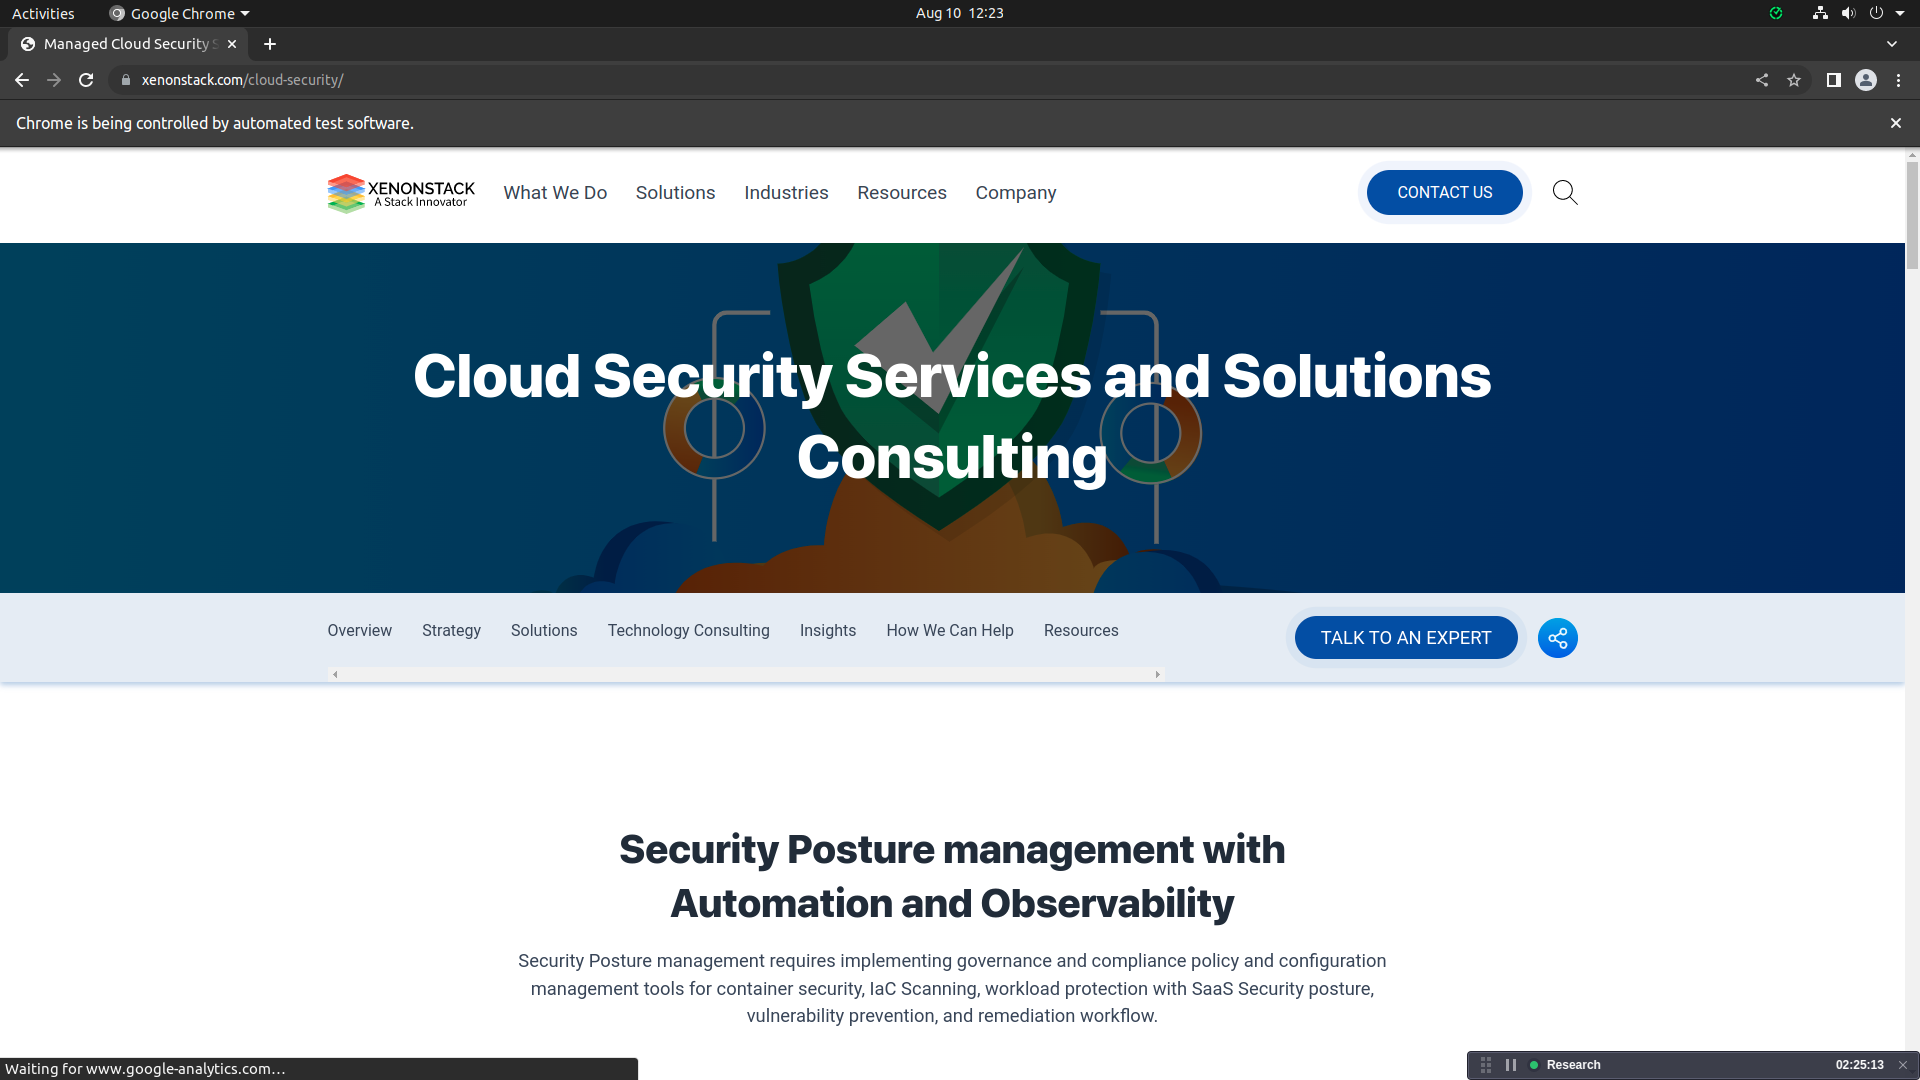 Activities
Google Chrome
Aug 10 12:23
Managed Cloud Security S
xenonstack.com/cloud-security/
Chrome is being controlled by automated test software.
XENONSTACK
A Stack Innovator
What We Do
Solutions
Industries
Resources
Company
CONTACT US
Cloud Security Services and Solutions
Consulting
Overview
Strategy
Solutions
Technology Consulting
Insights
How We Can Help
Resources
TALK TO AN EXPERT
Security Posture management with
Automation and Observability
Security Posture management requires implementing governance and compliance policy and configuration
management tools for container security, IaC Scanning, workload protection with SaaS Security posture,
vulnerability prevention, and remediation workflow.
Waiting for www.google-analytics.com...
Research
02:25:13